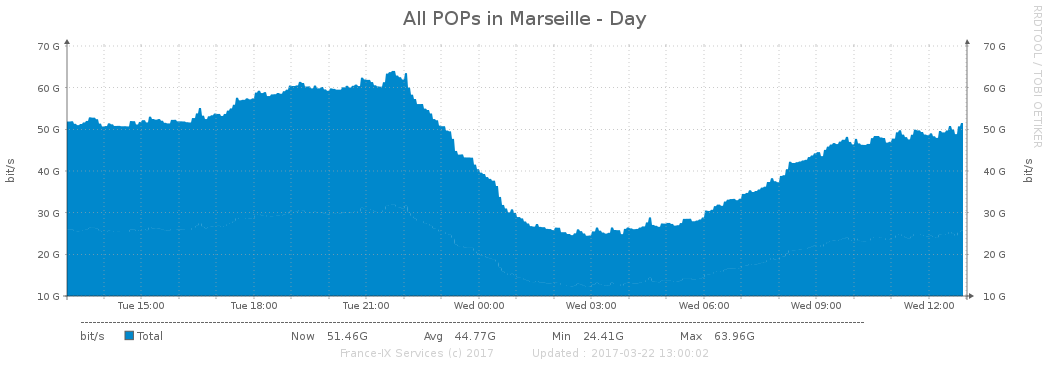 All POPs in Marseille - Day
RRDTOOL / TOBI OETIKER
70 G 70 G
60 G 60 G
50 G 50 G
40 G 40 G
30 G 30 G
20 G 20 G
10 G 10 G
bit/s bit/s
Tue 15:00 Tue 18:00 Tue 21:00 Wed 00:00 Wed 03:00 Wed 06:00 Wed 09:00 Wed 12:00
bit/s Total Now 51.46G Avg 44.77G Min 24.41G Max 63.96G
France-IX Services (c) 2017 Updated : 2017-03-22 13:00:02